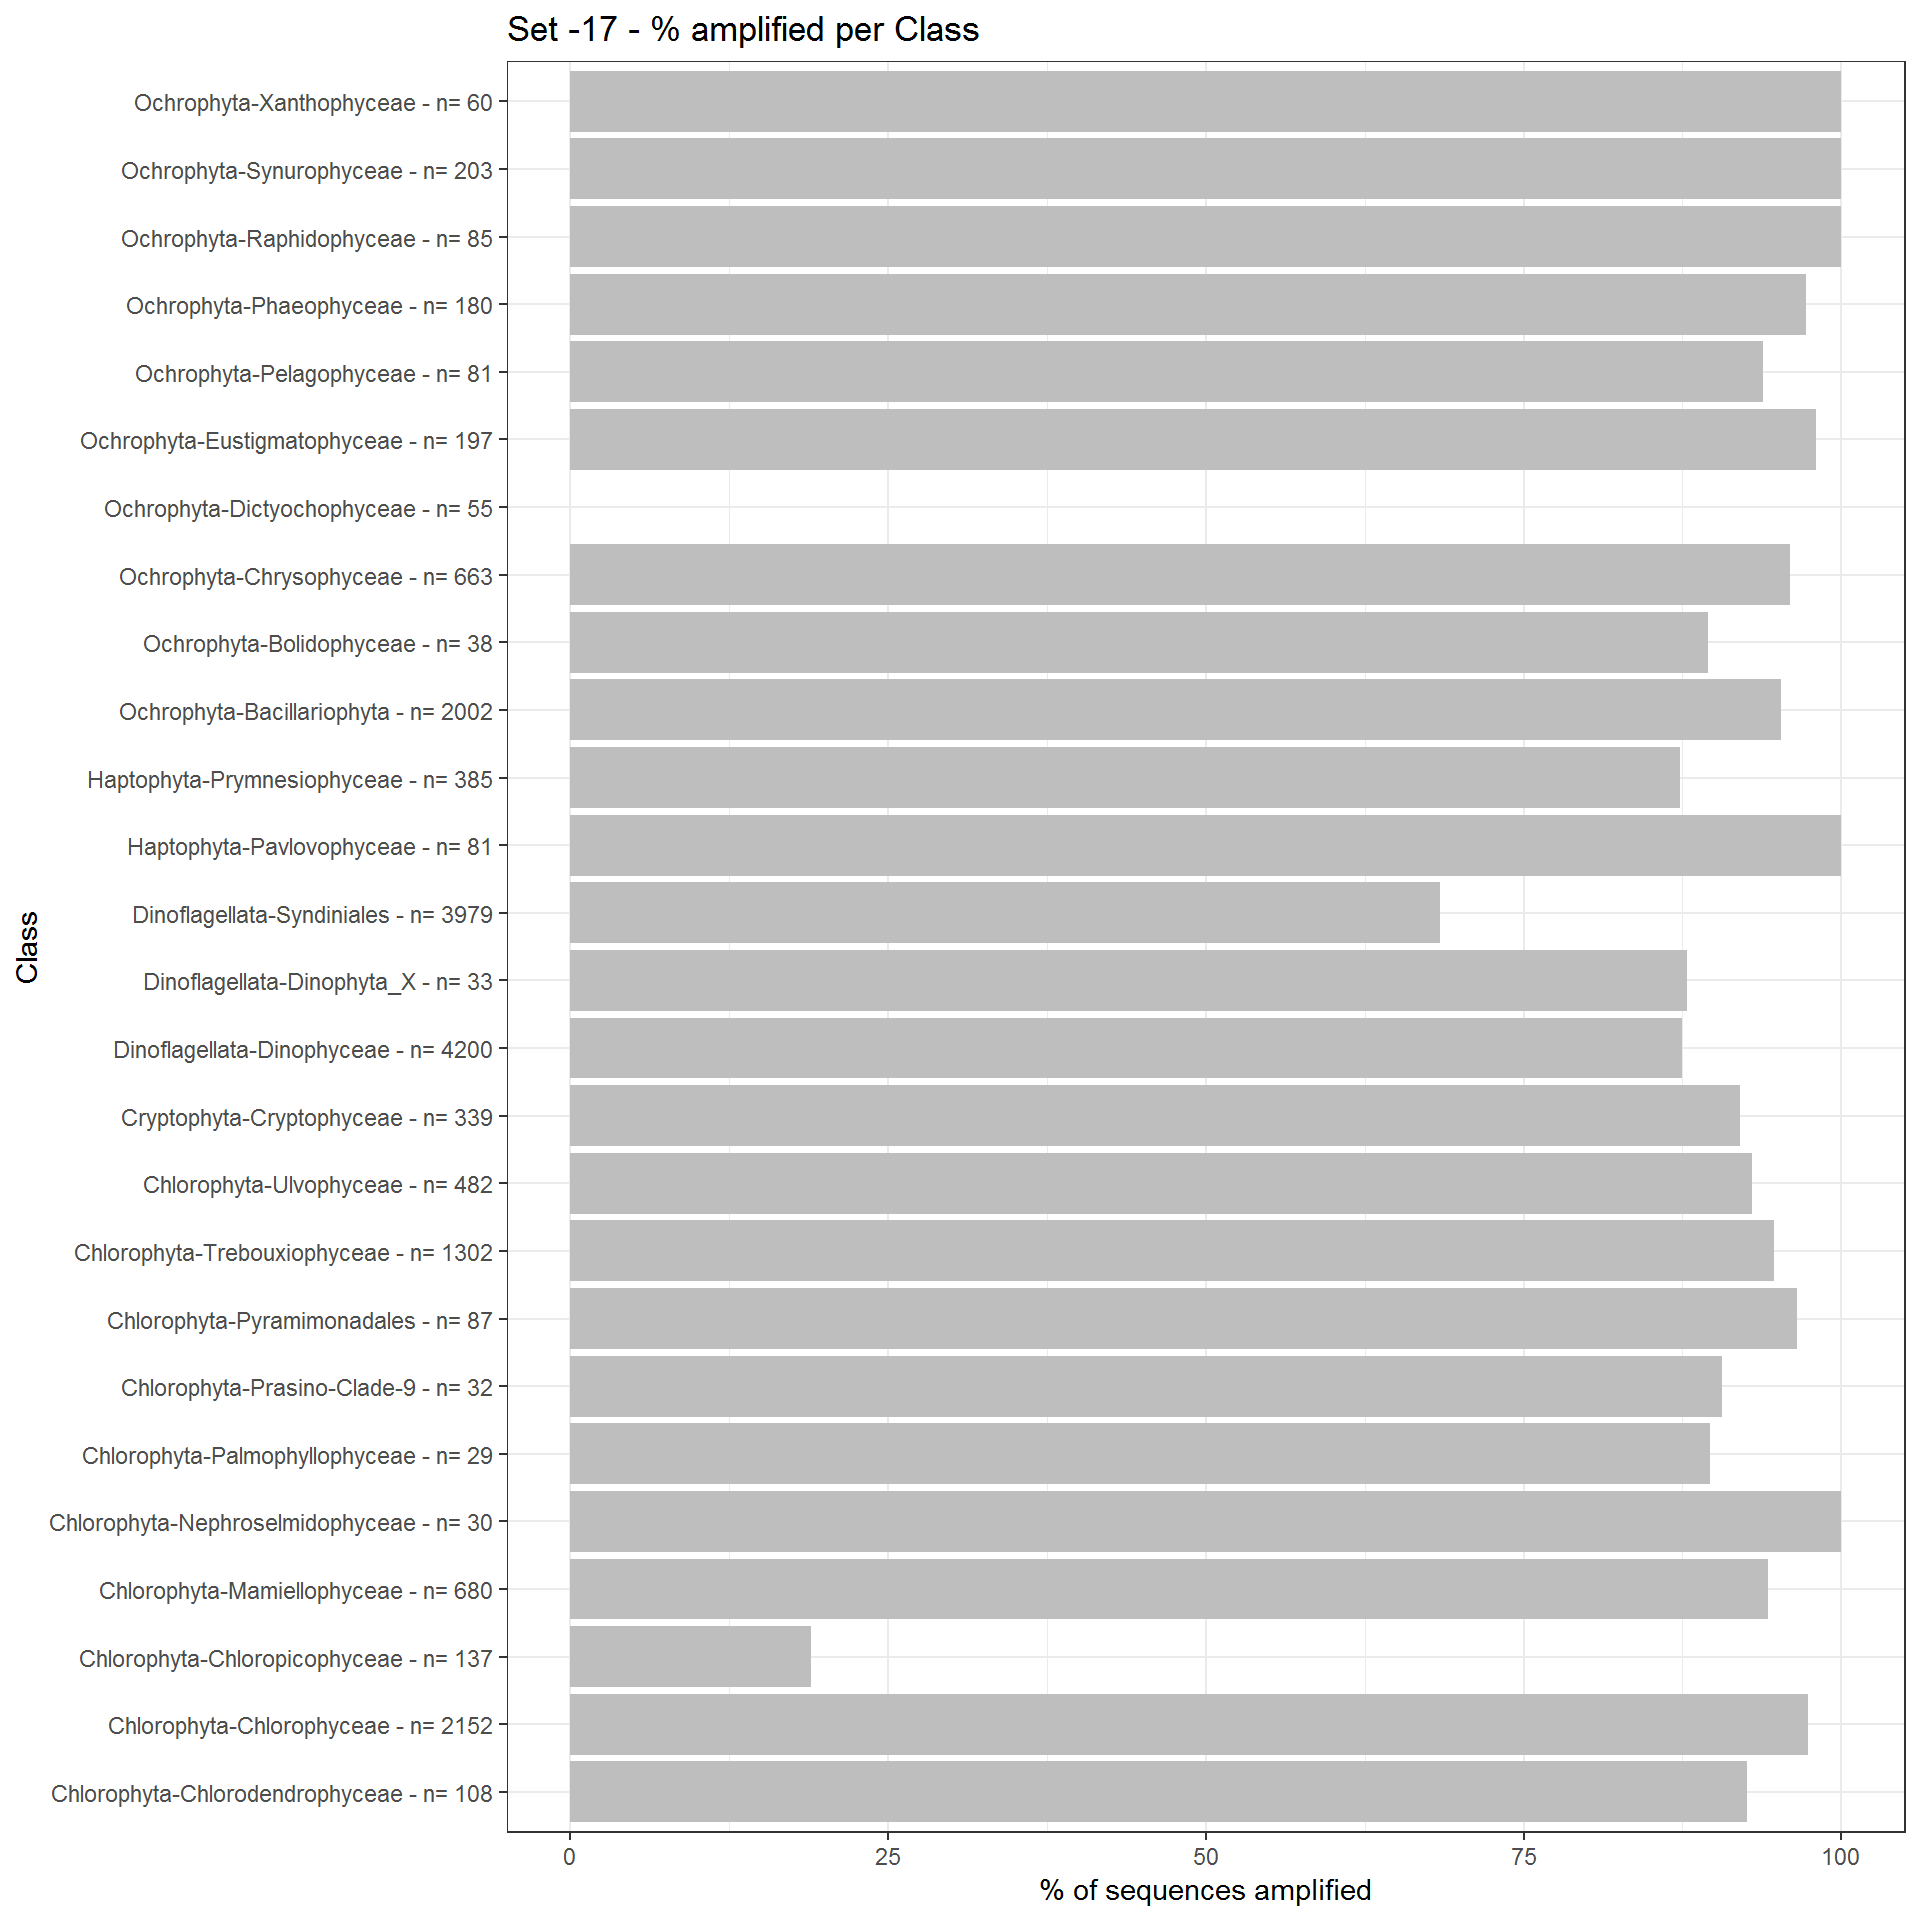 Set -17 - % amplified per Class
Ochrophyta-Xanthophyceae - n= 60
Ochrophyta-Synurophyceae - n= 203
Ochrophyta-Raphidophyceae - n= 85
Ochrophyta-Phaeophyceae - n= 180
Ochrophyta-Pelagophyceae - n= 81
Ochrophyta-Eustigmatophyceae - n= 197
Ochrophyta-Dictyochophyceae - n= 55
Ochrophyta-Chrysophyceae - n= 663
Ochrophyta-Bolidophyceae - n= 38
Ochrophyta-Bacillariophyta - n= 2002
Haptophyta-Prymnesiophyceae - n= 385
Haptophyta-Pavlovophyceae - n= 81
Dinoflagellata-Syndiniales - n= 3979
Dinoflagellata-Dinophyta_X - n= 33
Dinoflagellata-Dinophyceae - n= 4200
Cryptophyta-Cryptophyceae - n= 339
Chlorophyta-Ulvophyceae - n= 482
Chlorophyta-Trebouxiophyceae - n= 1302
Chlorophyta-Pyramimonadales - n= 87
Chlorophyta-Prasino-Clade-9 - n= 32
Chlorophyta-Palmophyllophyceae - n= 29
Chlorophyta-Nephroselmidophyceae - n= 30
Chlorophyta-Mamiellophyceae - n= 680
Chlorophyta-Chloropicophyceae - n= 137
Chlorophyta-Chlorophyceae - n= 2152
Chlorophyta-Chlorodendrophyceae - n= 108
Class
0 25 50 75 100
% of sequences amplified